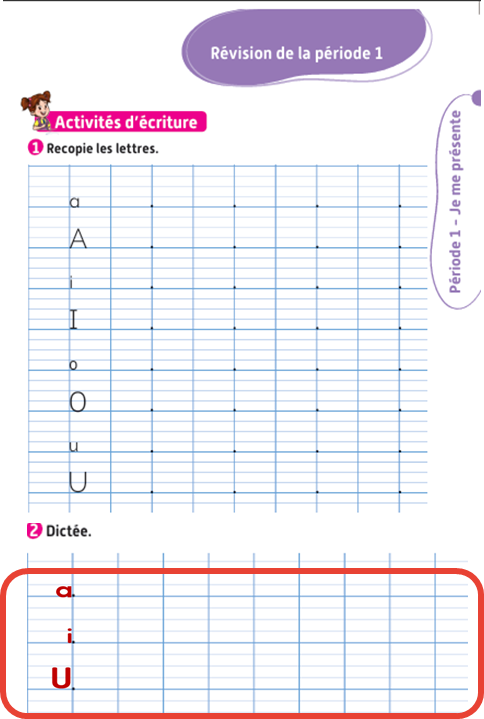 Révision de la période 1
Activités d'écriture
1 Recopie les lettres.
a
A
i
I
o
O
u
U
2 Dictée.
a
i
U
Période 1 - Je me présente